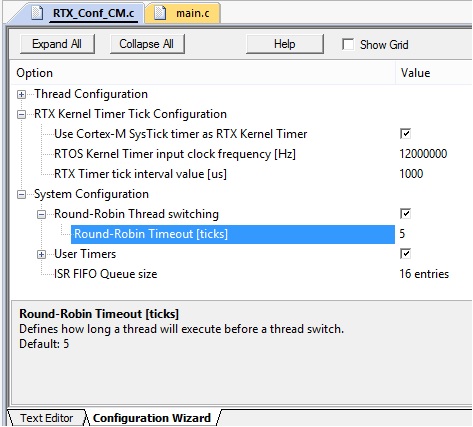 RTX_Conf_CM.c main.c
Expand All Collapse All Help Show Grid
Option Value
Thread Configuration
RTX Kernel Timer Tick Configuration
Use Cortex-M SysTick timer as RTX Kernel Timer
RTOS Kernel Timer input clock frequency [Hz] 12000000
RTX Timer tick interval value [us] 1000
System Configuration
Round-Robin Thread switching
Round-Robin Timeout [ticks] 5
User Timers
ISR FIFO Queue size 16 entries
Round-Robin Timeout [ticks]
Defines how long a thread will execute before a thread switch.
Default: 5
Text Editor Configuration Wizard